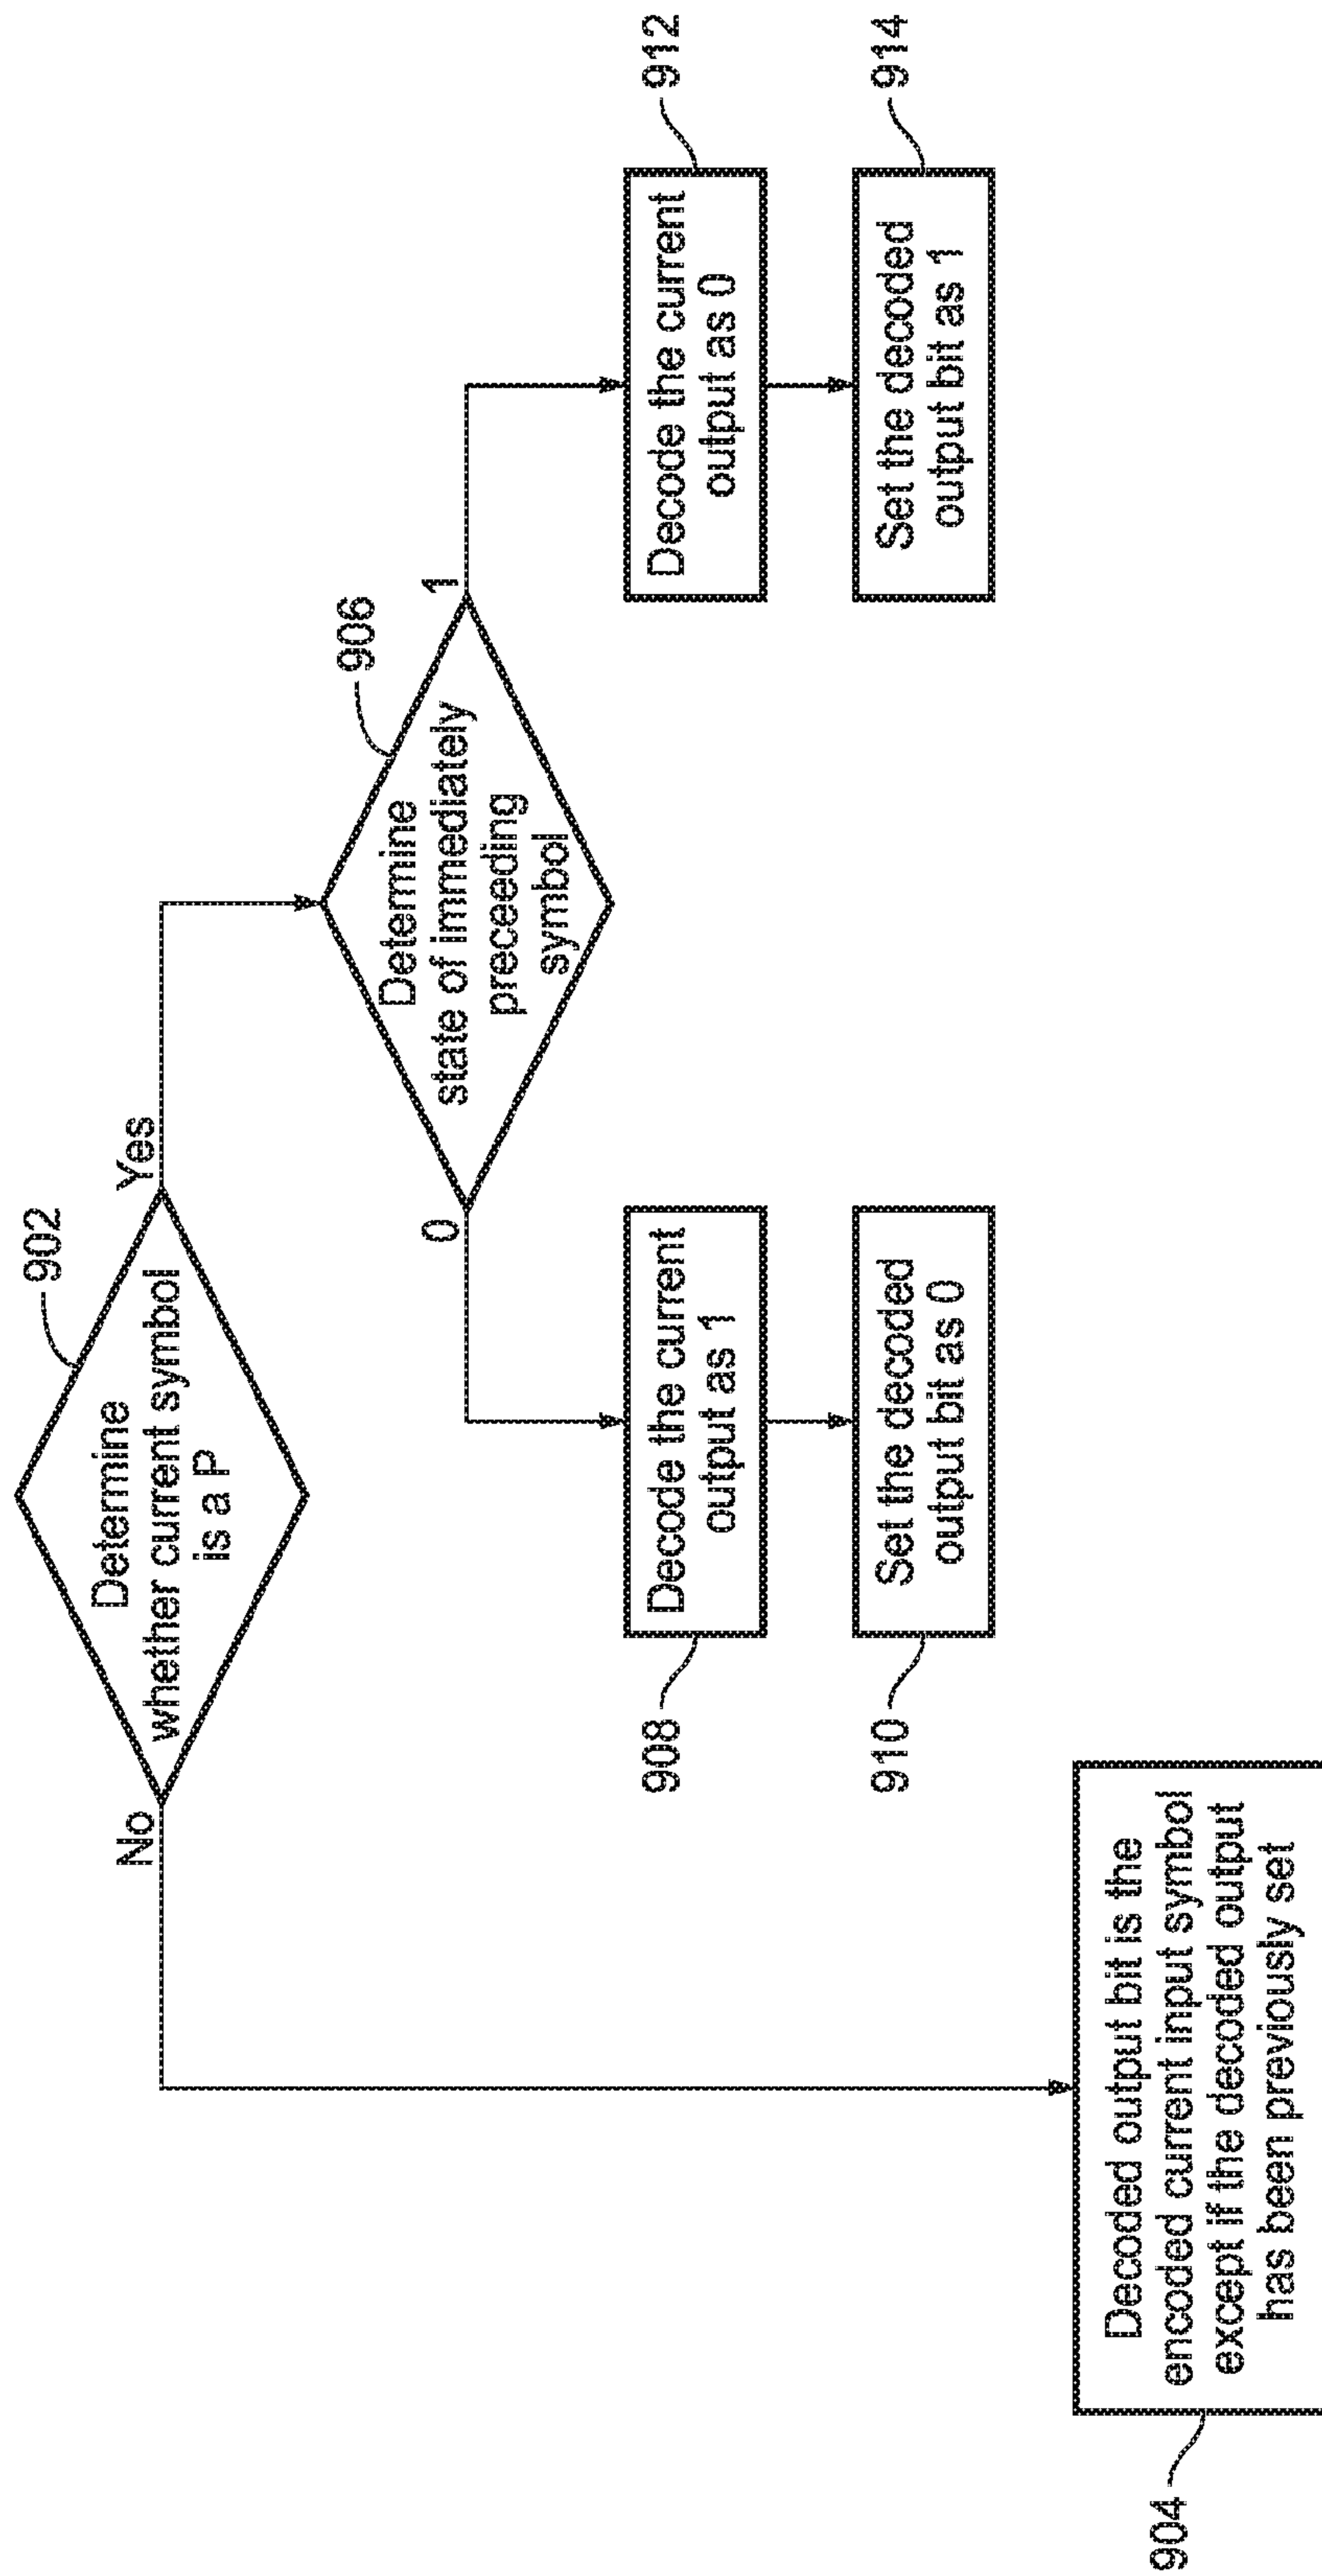 902
Determine
whether current symbol
is a P
No
Yes
906
Determine
state of immediately
preceeding
symbol
0
1
908
Decode the current
output as 1
912
Decode the current
output as 0
910
Set the decoded
output bit as 0
914
Set the decoded
output bit as 1
904
Decoded output bit is the
encoded current input symbol
except if the decoded output
has been previously set